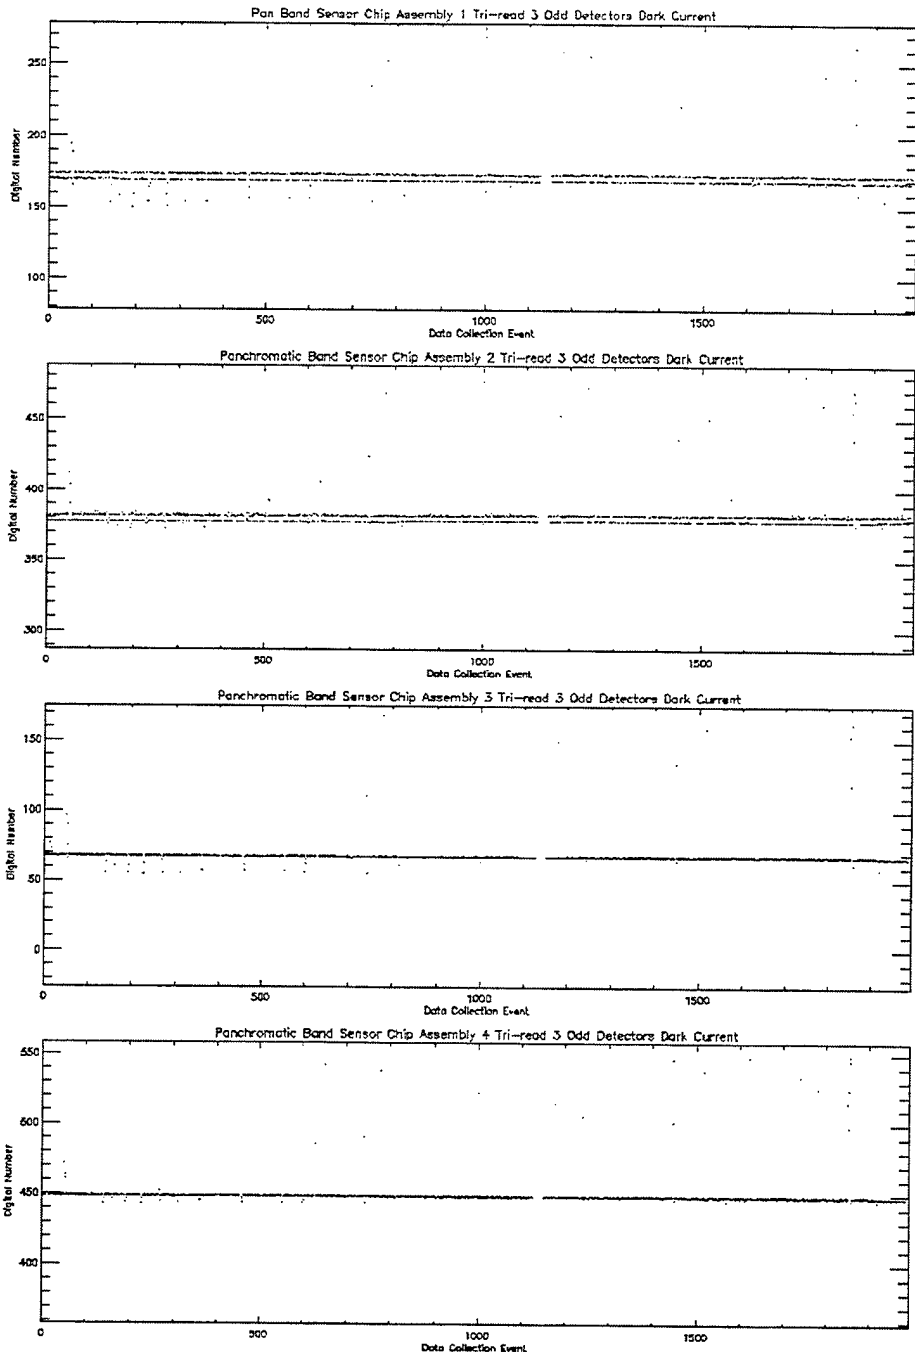 Pan Band Sensor Chip Assembly 1 Tri-read 3 Odd Detectors Dark Current
250
200
150
100
Digital Number
0 500 1000 1500
Data Collection Event
Panchromatic Band Sensor Chip Assembly 2 Tri-read 3 Odd Detectors Dark Current
450
400
350
300
Digital Number
0 500 1000 1500
Data Collection Event
Panchromatic Band Sensor Chip Assembly 3 Tri-read 3 Odd Detectors Dark Current
150
100
50
0
Digital Number
0 500 1000 1500
Data Collection Event
Panchromatic Band Sensor Chip Assembly 4 Tri-read 3 Odd Detectors Dark Current
550
500
450
400
Digital Number
0 500 1000 1500
Data Collection Event